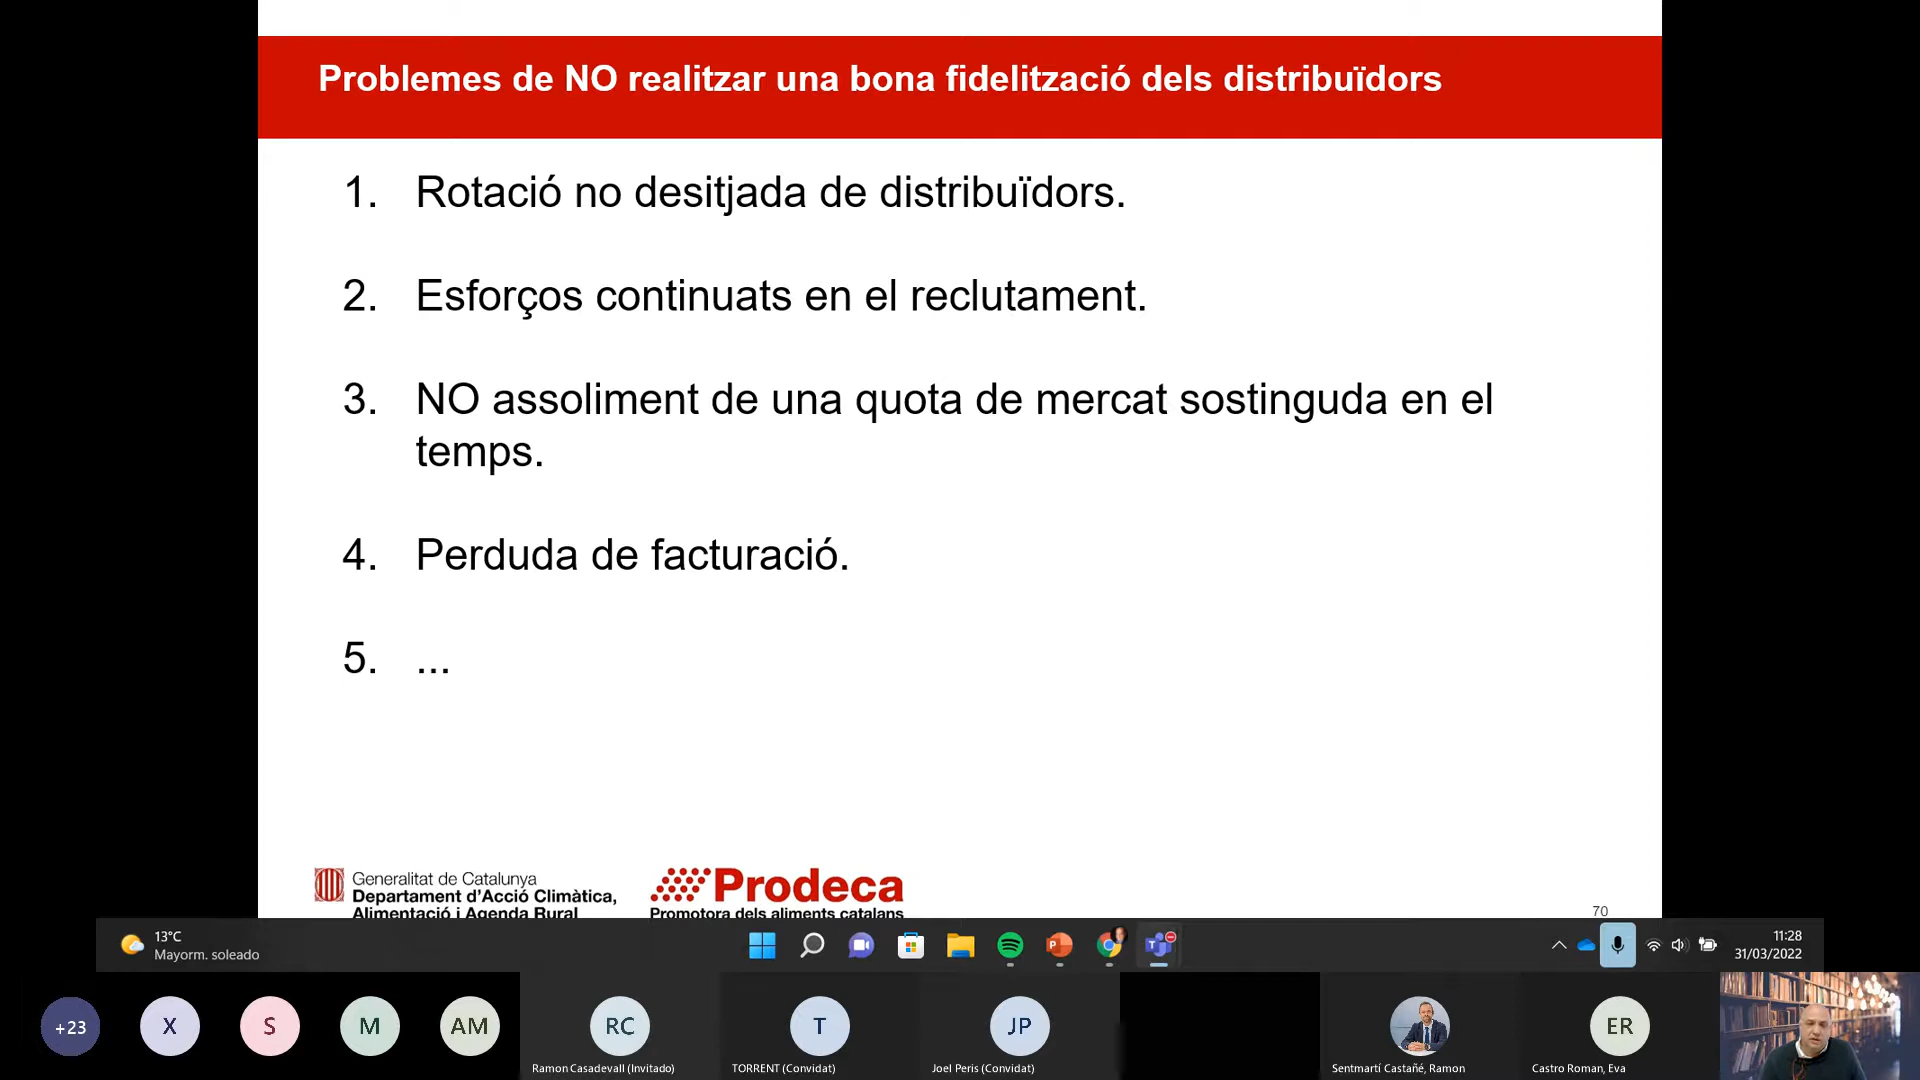 Problemes de NO realitzar una bona fidelització dels distribuïdors
1. Rotació no desitjada de distribuïdors.
2. Esforços continuats en el reclutament.
3. NO assoliment de una quota de mercat sostinguda en el
temps.
4. Perduda de facturació.
5. ...
Generalitat de Catalunya
Departament d'Acció Climàtica,
Alimentació i Agenda Rural
Prodeca
Promotora dels aliments catalans
70
13°C
Mayorm. soleado
11:28
31/03/2022
+23
X
S
M
AM
RC
T
JP
ER
Ramon Casadevall (Invitado)
TORRENT (Convidat)
Joel Peris (Convidat)
Sentmartí Castañé, Ramon
Castro Roman, Eva